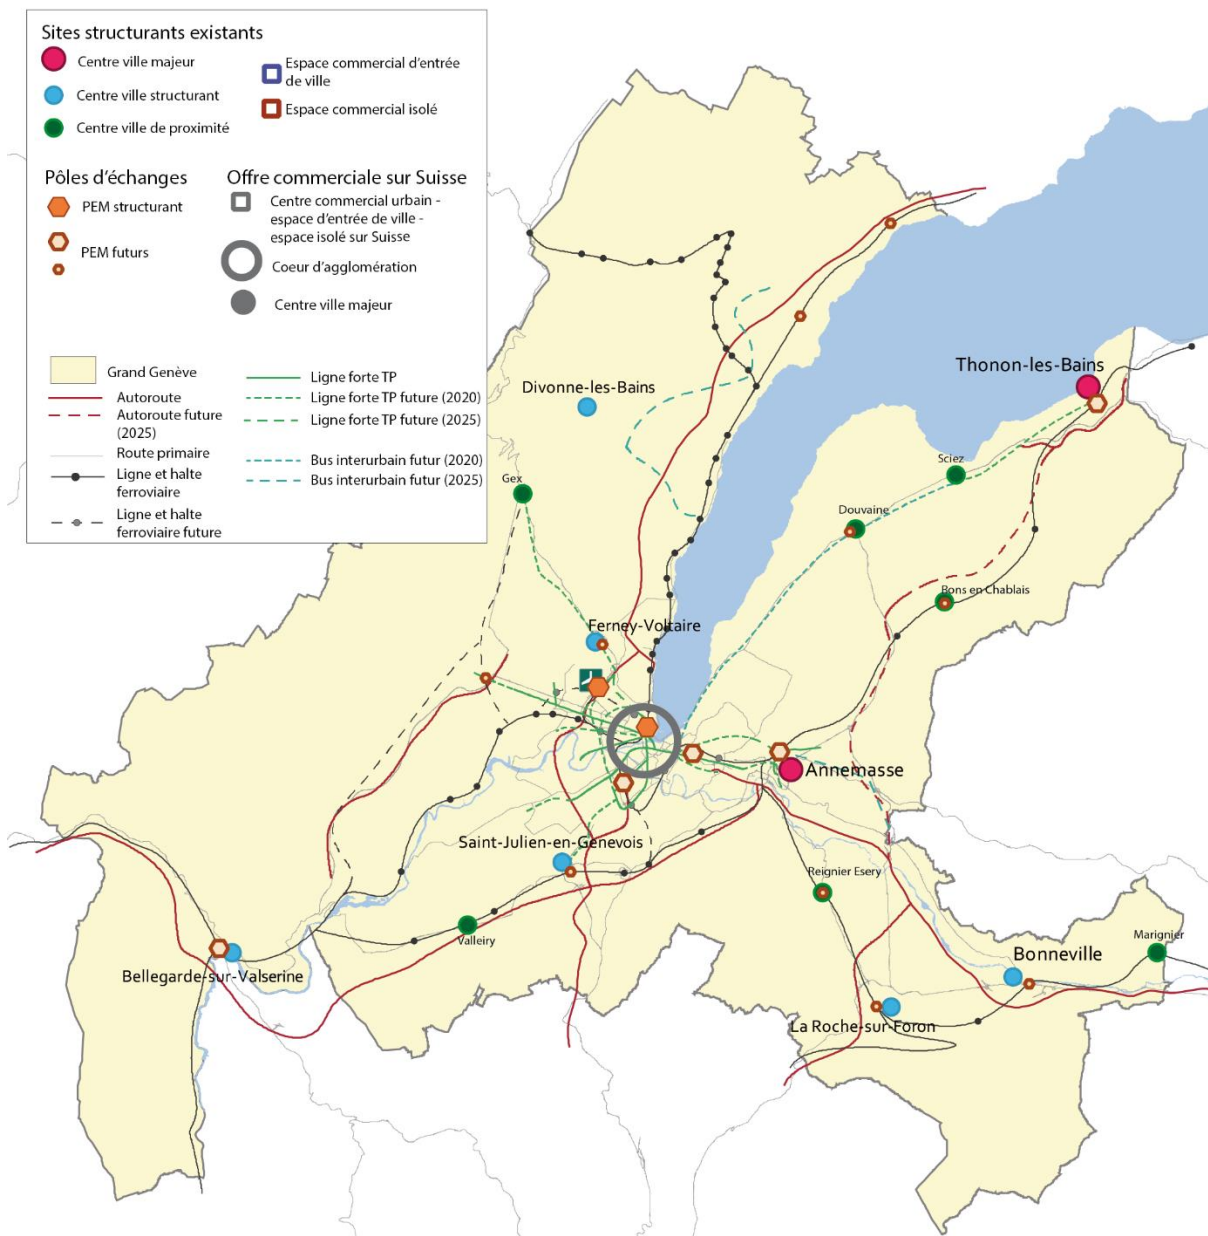 Sites structurants existants
Centre ville majeur
Centre ville structurant
Centre ville de proximité
Espace commercial d'entrée
de ville
Espace commercial isolé
Pôles d'échanges
PEM structurant
PEM futurs
Offre commerciale sur Suisse
Centre commercial urbain -
espace d'entrée de ville -
espace isolé sur Suisse
Coeur d'agglomération
Centre ville majeur
Grand Genève
Autoroute
Autoroute future
(2025)
Route primaire
Ligne et halte
ferroviaire
Ligne et halte
ferroviaire future
Ligne forte TP
Ligne forte TP future (2020)
Ligne forte TP future (2025)
Bus interurbain futur (2020)
Bus interurbain futur (2025)
Thonon-les-Bains
Divonne-les-Bains
Sciez
Gex
Douvaine
Bons en Chablais
Ferney-Voltaire
Annemasse
Saint-Julien-en-Genevois
Reignier Esery
Valleiry
Marignier
Bonneville
Bellegarde-sur-Valserine
La Roche-sur-Foron